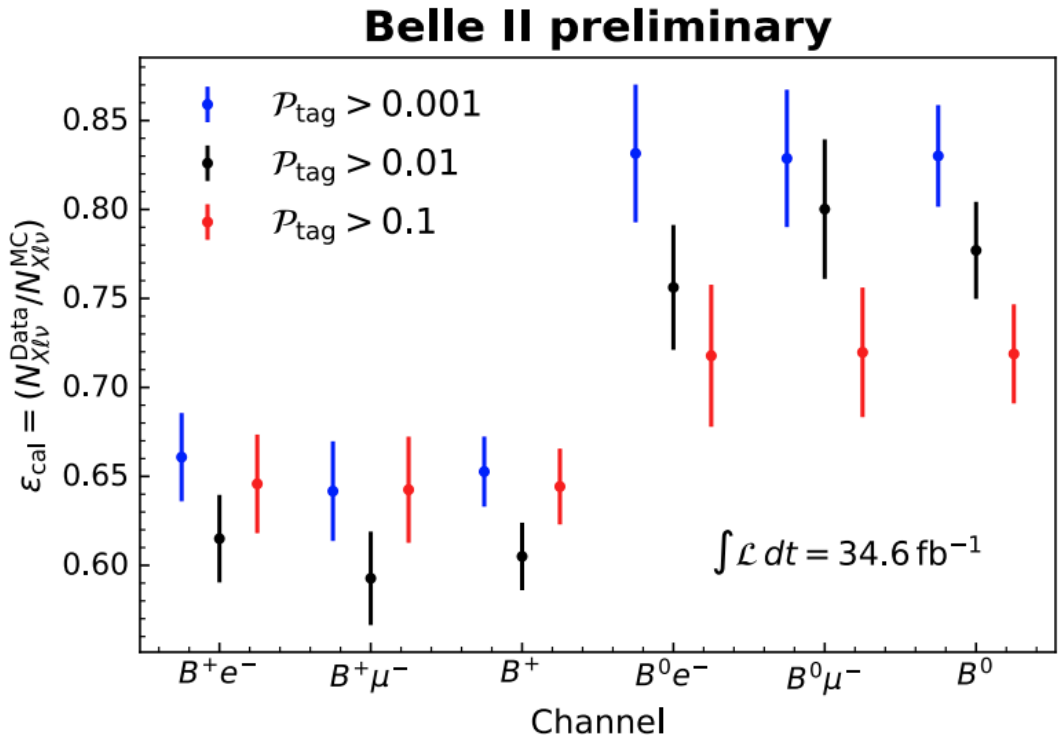 Belle II preliminary
𝒫tag > 0.001
𝒫tag > 0.01
𝒫tag > 0.1
0.85
0.80
0.75
0.70
0.65
0.60
εcal = (N^Data_Xℓν/N^MC_Xℓν)
∫ℒ dt = 34.6 fb⁻¹
B⁺e⁻ B⁺μ⁻ B⁺ B⁰e⁻ B⁰μ⁻ B⁰
Channel